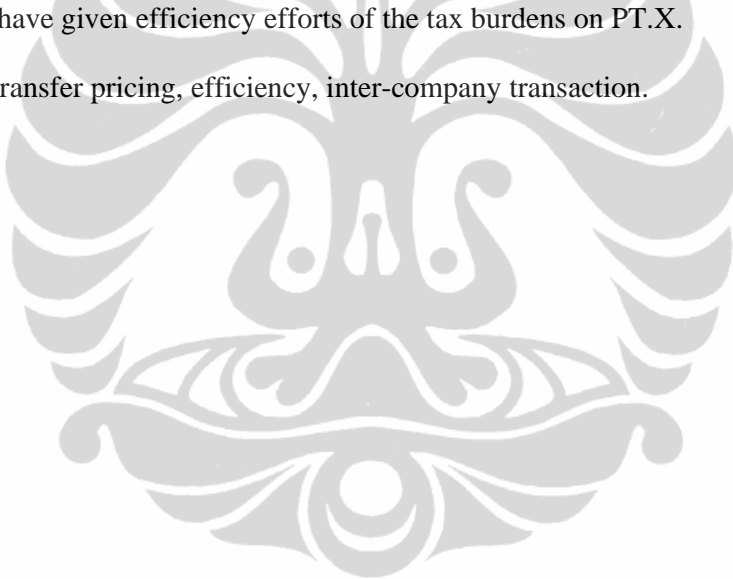 have given efficiency efforts of the tax burdens on PT.X.
ransfer pricing, efficiency, inter-company transaction.